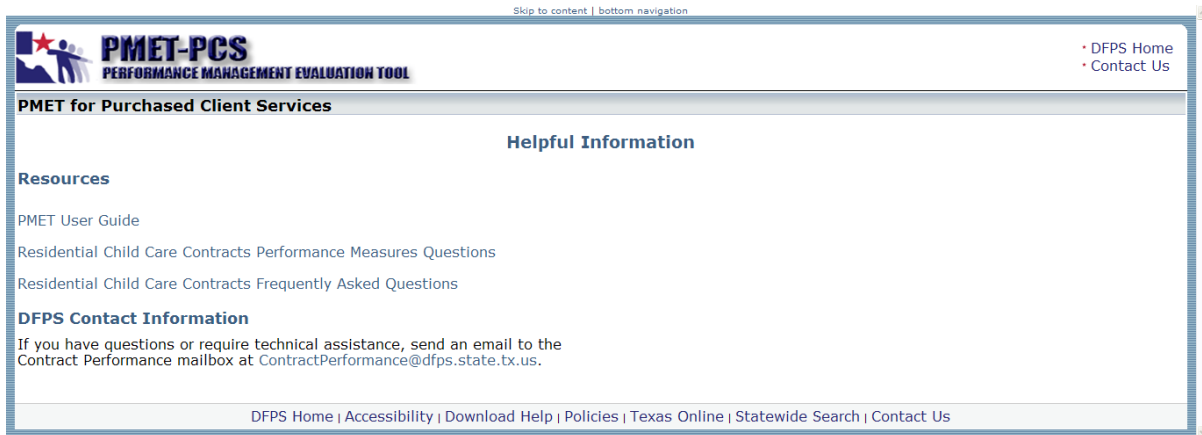 Skip to content | bottom navigation
PMET-PCS
PERFORMANCE MANAGEMENT EVALUATION TOOL
• DFPS Home
• Contact Us
PMET for Purchased Client Services
Helpful Information
Resources
PMET User Guide
Residential Child Care Contracts Performance Measures Questions
Residential Child Care Contracts Frequently Asked Questions
DFPS Contact Information
If you have questions or require technical assistance, send an email to the
Contract Performance mailbox at ContractPerformance@dfps.state.tx.us.
DFPS Home | Accessibility | Download Help | Policies | Texas Online | Statewide Search | Contact Us